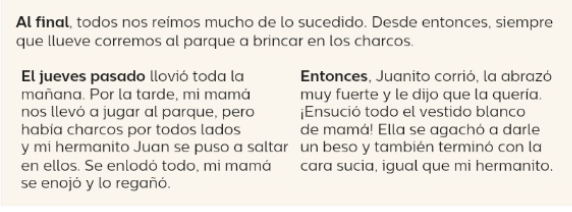 Al final, todos nos reímos mucho de lo sucedido. Desde entonces, siempre
que llueve corremos al parque a brincar en los charcos.
El jueves pasado llovió toda la
mañana. Por la tarde, mi mamá
nos llevó a jugar al parque, pero
había charcos por todos lados
y mi hermanito Juan se puso a saltar
en ellos. Se enlodó todo, mi mamá
se enojó y lo regañó.
Entonces, Juanito corrió, la abrazó
muy fuerte y le dijo que la quería.
¡Ensució todo el vestido blanco
de mamá! Ella se agachó a darle
un beso y también terminó con la
cara sucia, igual que mi hermanito.